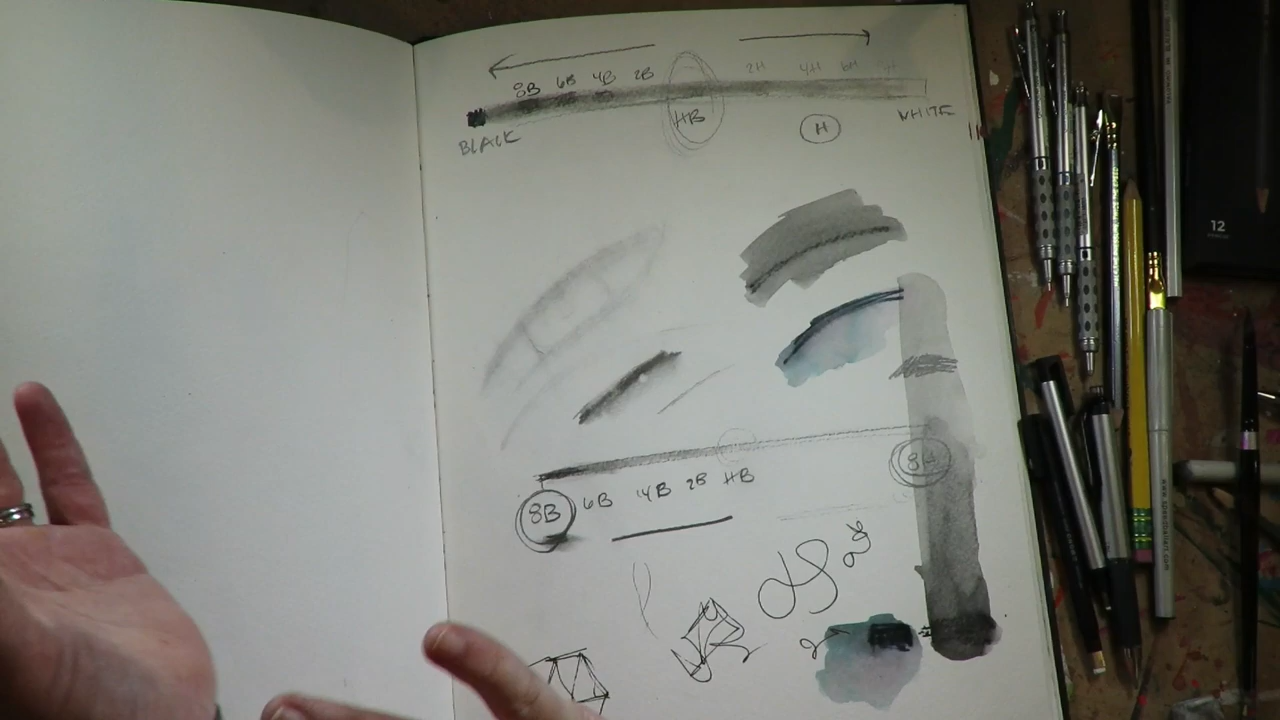 8B 6B 4B 2B 2H 4H 6H
HB
BLACK H WHITE
12
8H
8B 6B 4B 2B HB